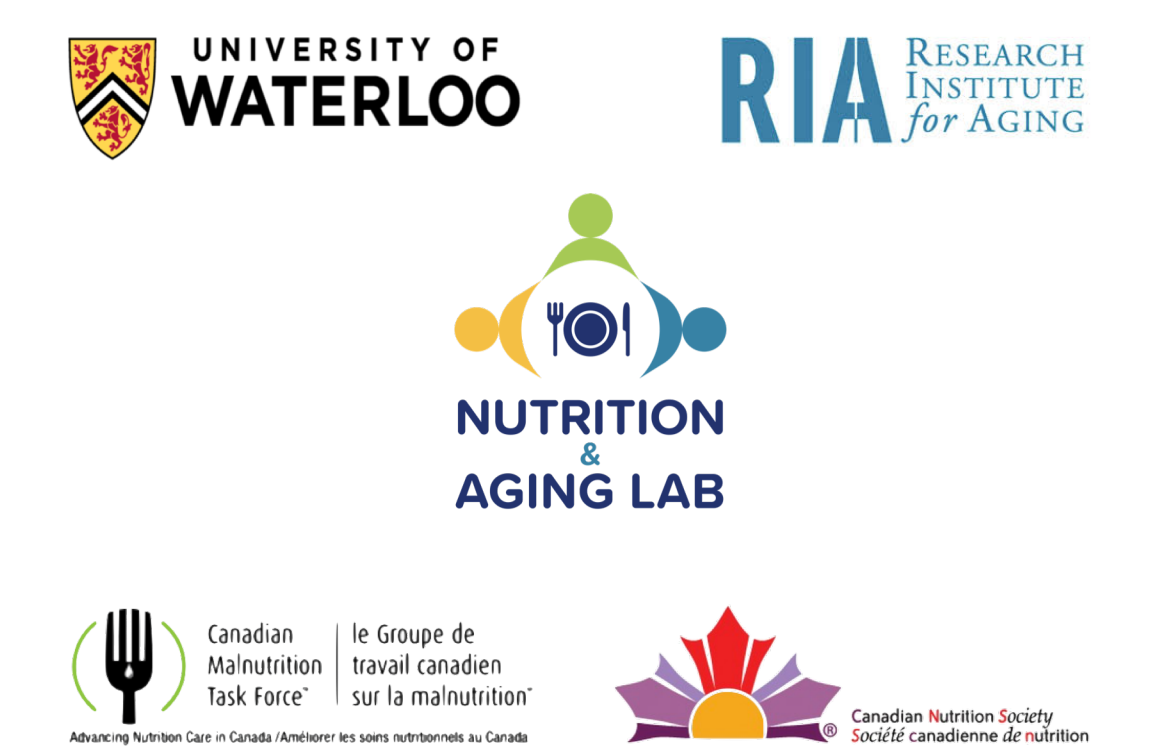 UNIVERSITY OF
WATERLOO
RIA
RESEARCH
INSTITUTE
for AGING
NUTRITION
&
AGING LAB
Canadian
Malnutrition
Task Force™
le Groupe de
travail canadien
sur la malnutrition™
Advancing Nutrition Care in Canada / Améliorer les soins nutritionnels au Canada
®
Canadian Nutrition Society
Société canadienne de nutrition